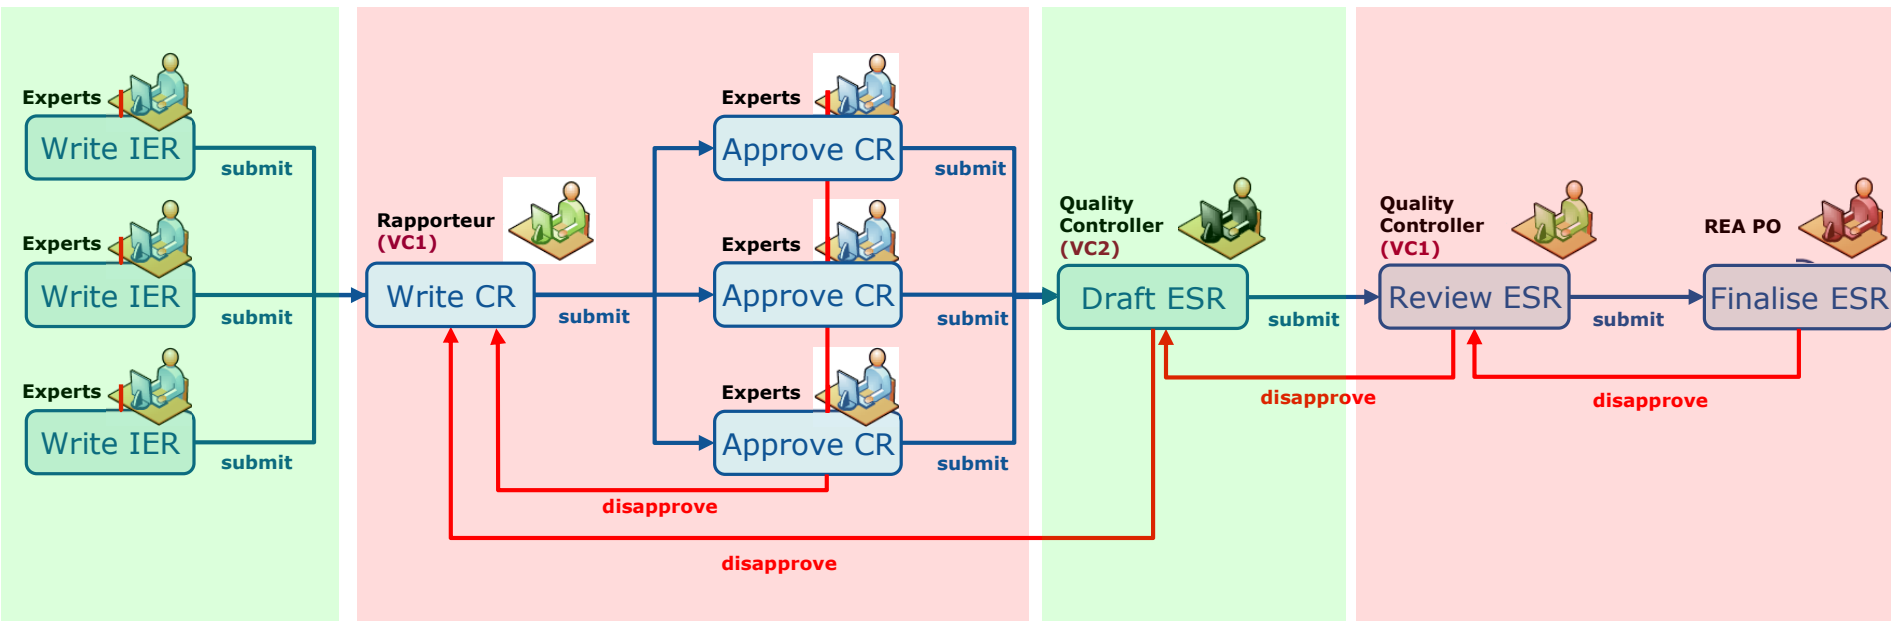 Experts
Write IER
submit
Experts
Write IER
submit
Experts
Write IER
submit
Rapporteur
(VC1)
Write CR
submit
Experts
Approve CR
submit
Experts
Approve CR
submit
Experts
Approve CR
submit
disapprove
disapprove
Quality
Controller
(VC2)
Draft ESR
submit
disapprove
Quality
Controller
(VC1)
Review ESR
submit
disapprove
REA PO
Finalise ESR